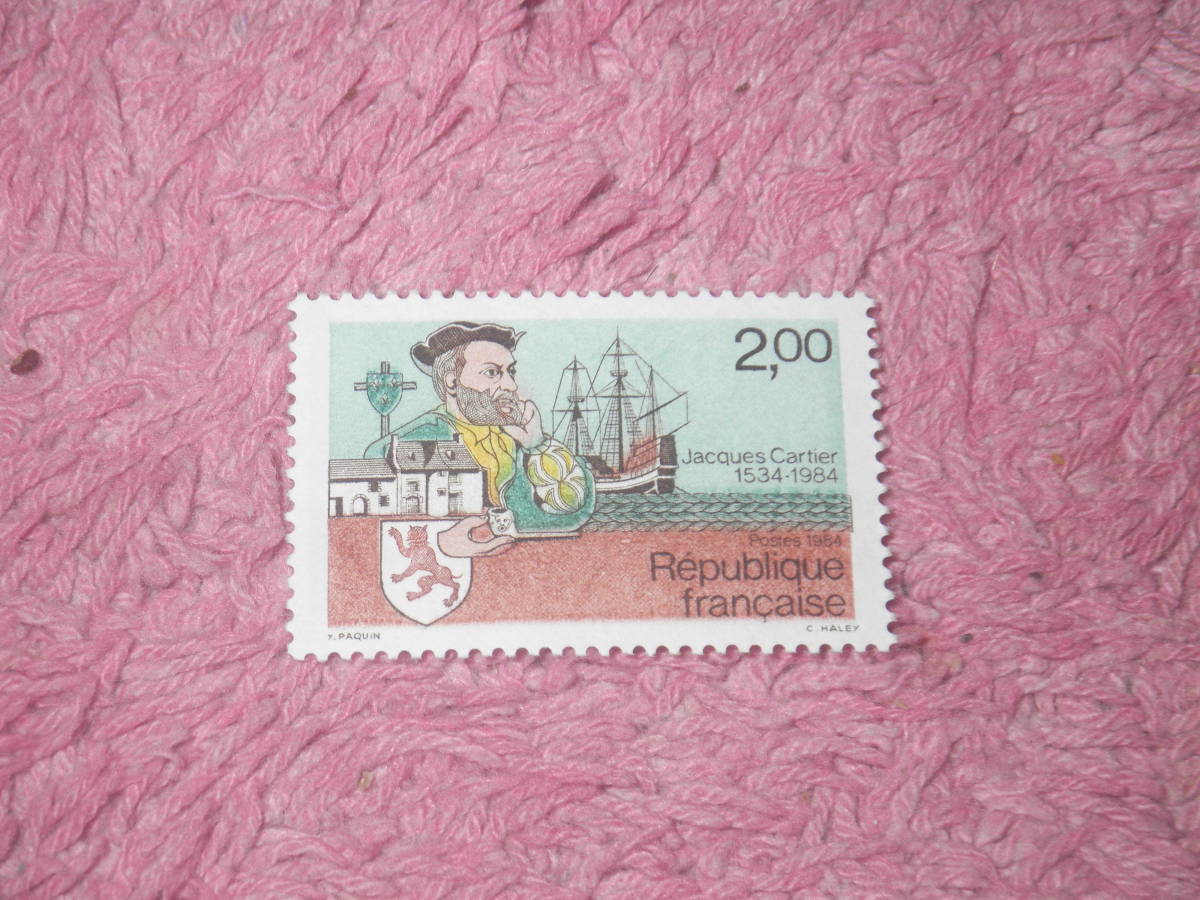 2,00
Jacques Cartier
1534-1984
Postes 1984
République
française
Y. PAQUIN
C. HALEY